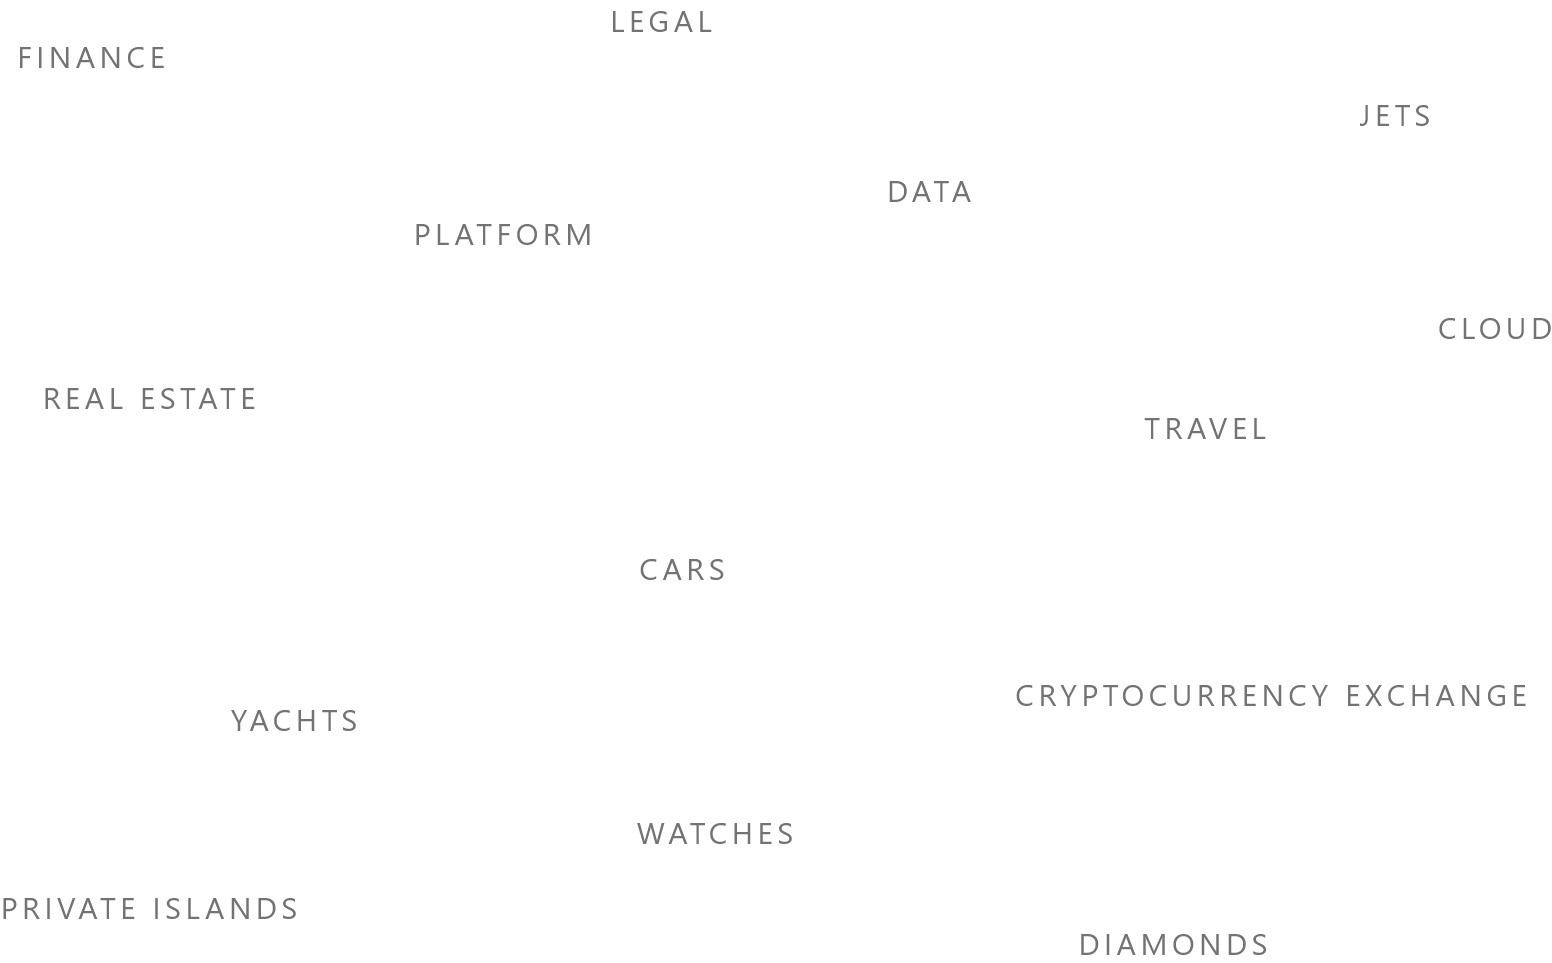 LEGAL
FINANCE
JETS
DATA
PLATFORM
CLOUD
REAL ESTATE
TRAVEL
CARS
CRYPTOCURRENCY EXCHANGE
YACHTS
WATCHES
PRIVATE ISLANDS
DIAMONDS